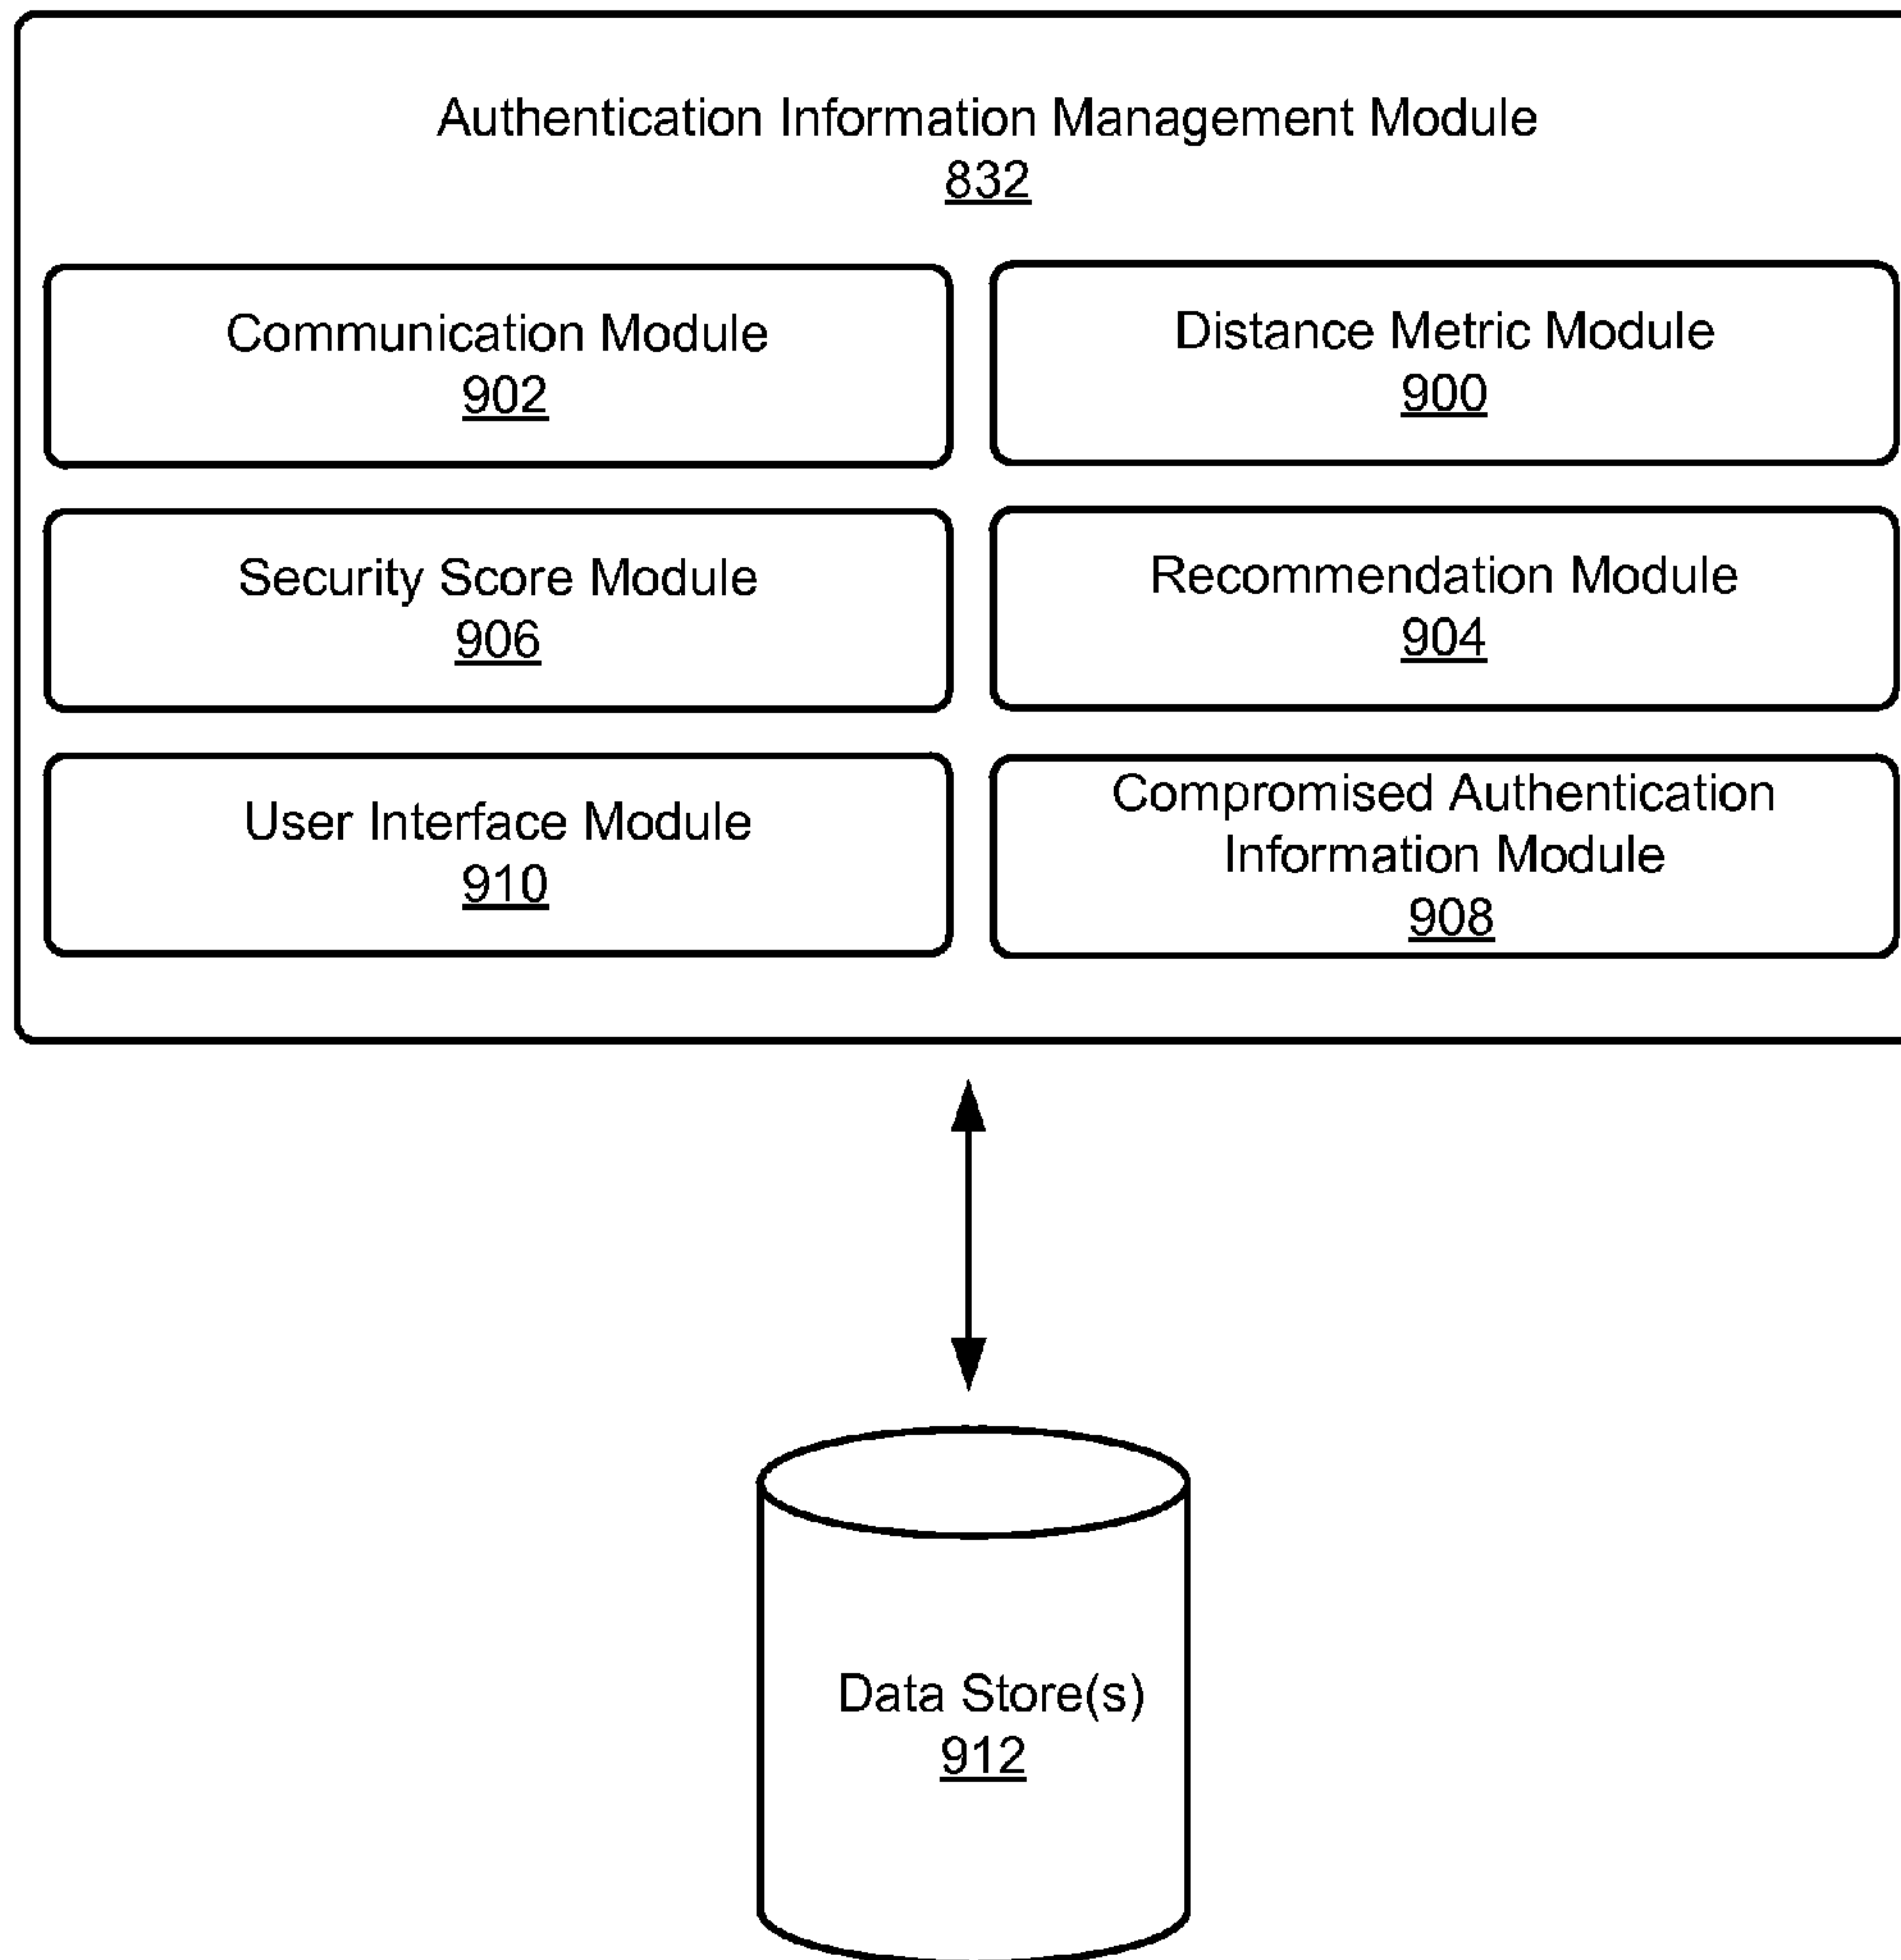 Authentication Information Management Module
832
Communication Module
902
Distance Metric Module
900
Security Score Module
906
Recommendation Module
904
User Interface Module
910
Compromised Authentication
Information Module
908
Data Store(s)
912